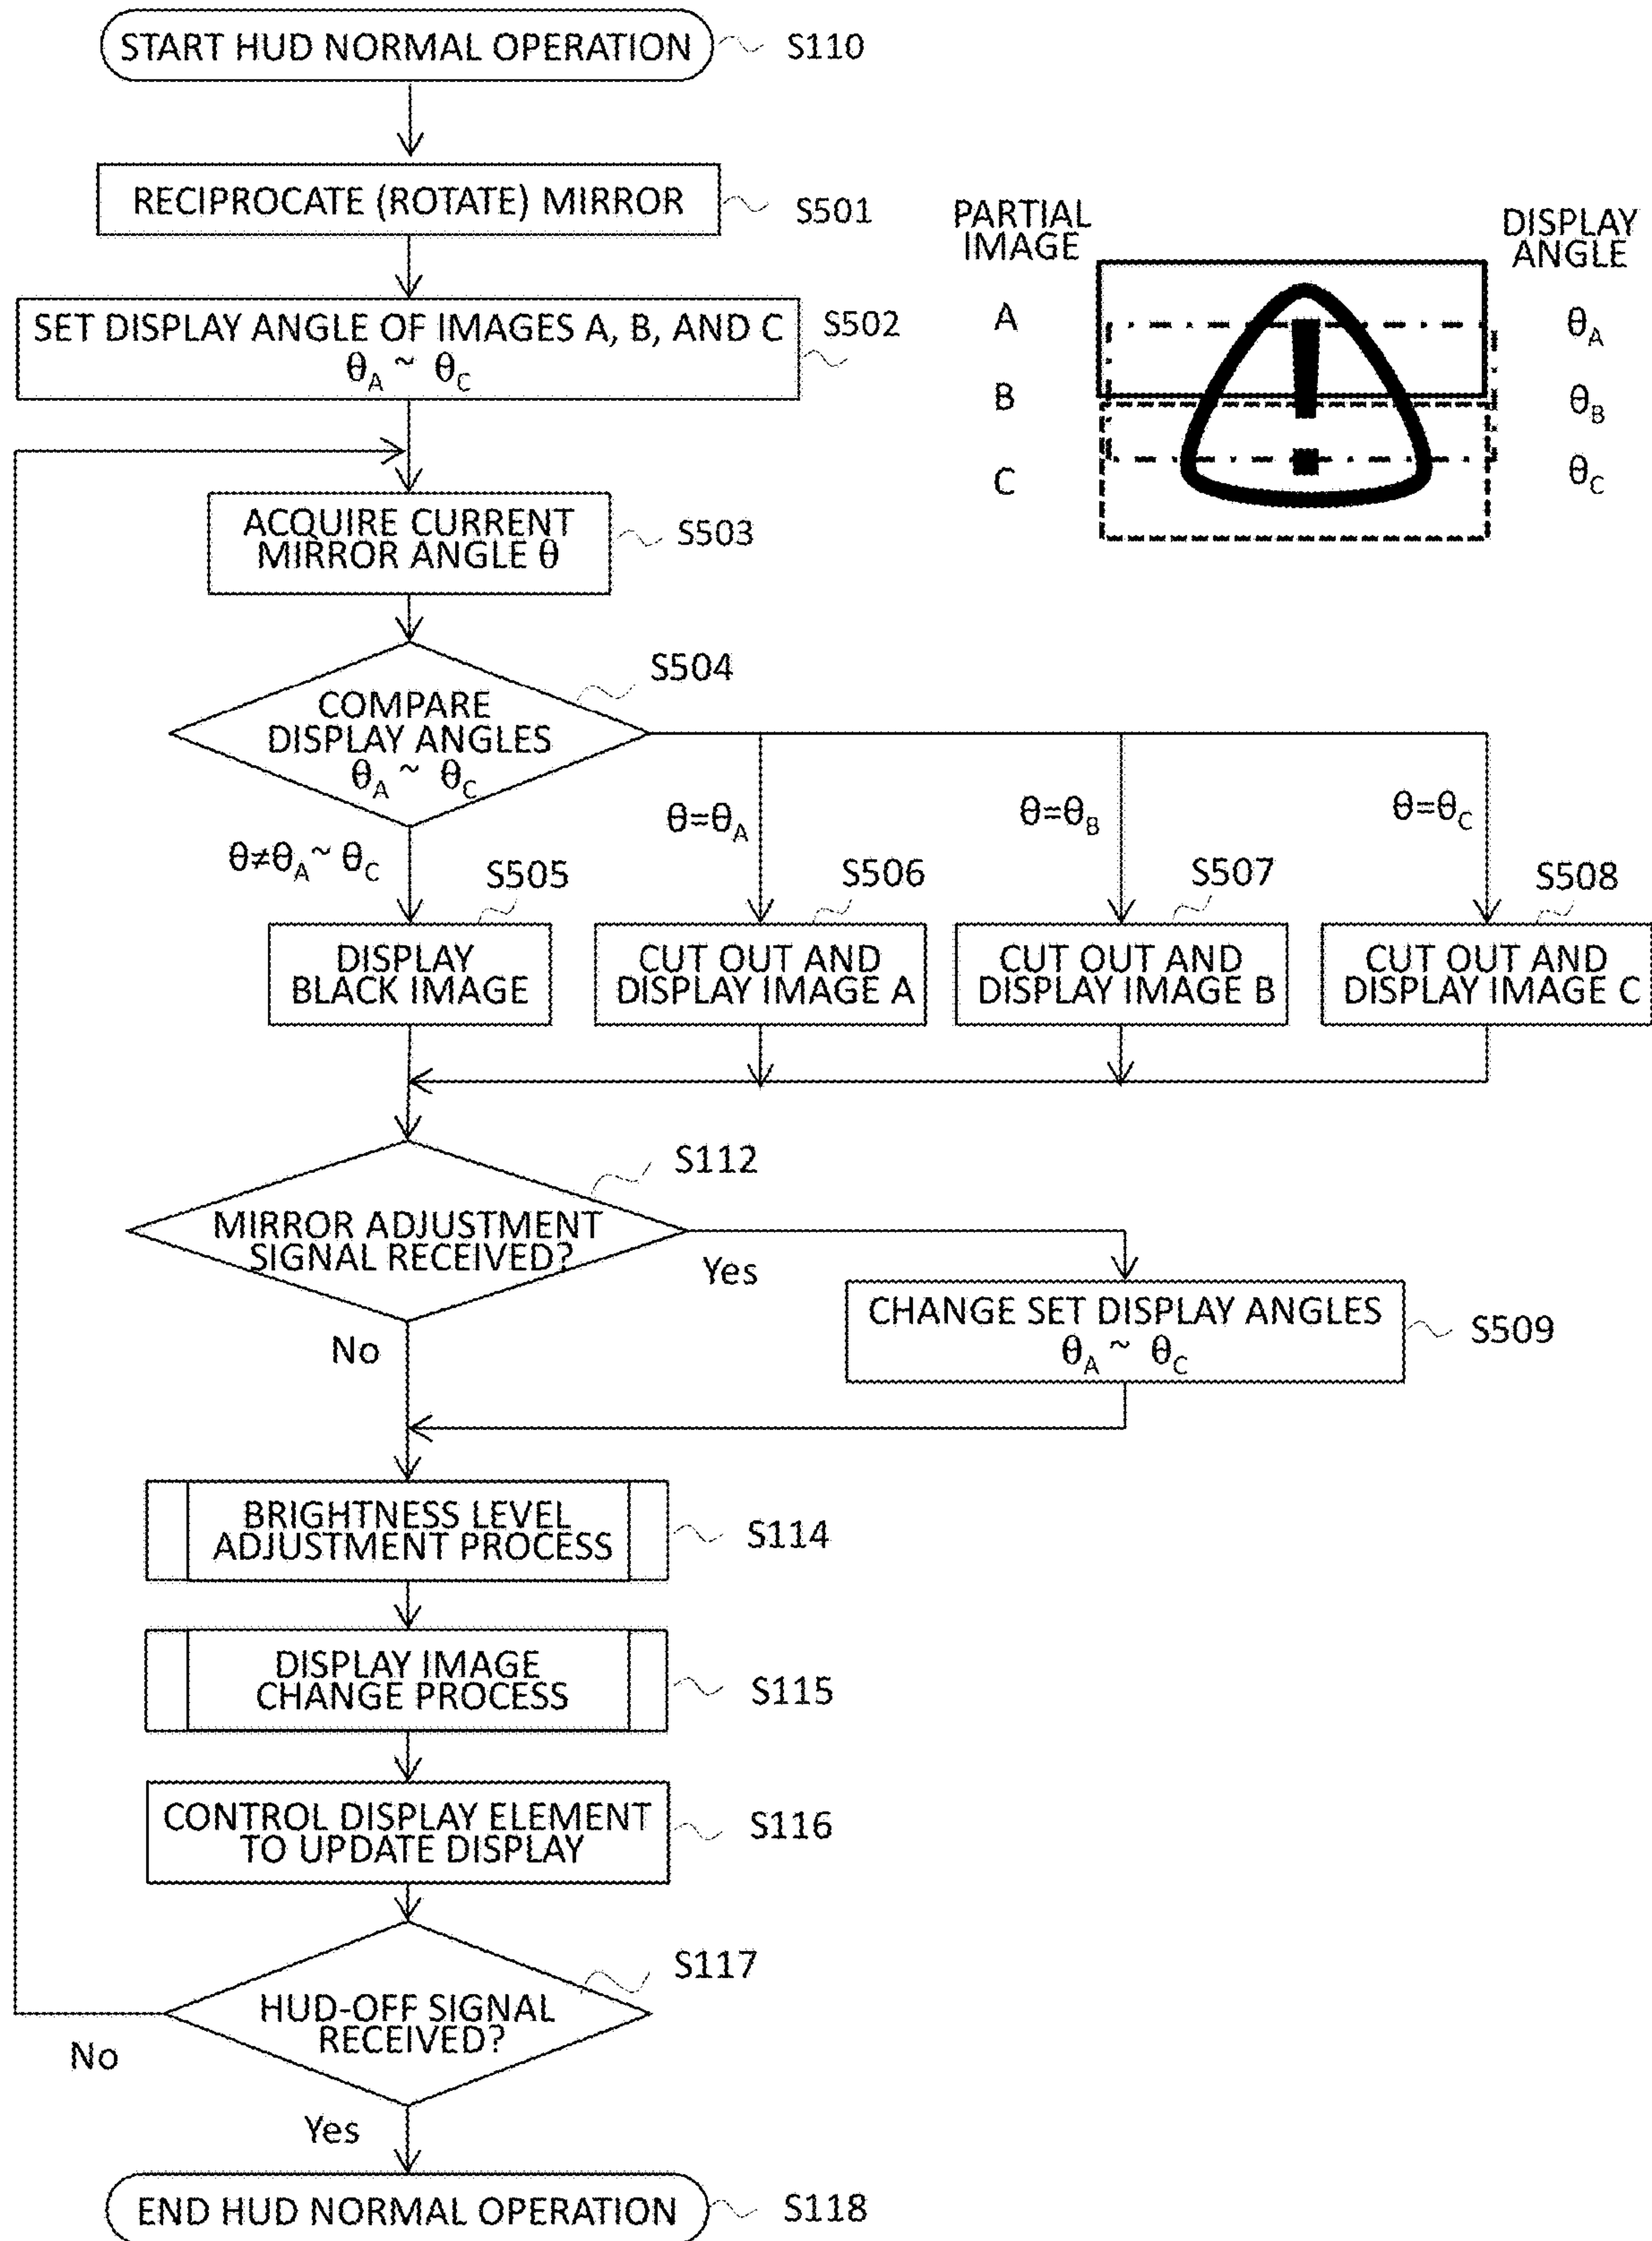 START HUD NORMAL OPERATION
S110
RECIPROCATE (ROTATE) MIRROR
S501
PARTIAL
IMAGE
DISPLAY
ANGLE
A
θA
B
θB
C
θC
SET DISPLAY ANGLE OF IMAGES A, B, AND C
θA ~ θC
S502
ACQUIRE CURRENT
MIRROR ANGLE θ
S503
COMPARE
DISPLAY ANGLES
θA ~ θC
S504
θ≠θA~ θC
θ=θA
θ=θB
θ=θC
S505
S506
S507
S508
DISPLAY
BLACK IMAGE
CUT OUT AND
DISPLAY IMAGE A
CUT OUT AND
DISPLAY IMAGE B
CUT OUT AND
DISPLAY IMAGE C
S112
MIRROR ADJUSTMENT
SIGNAL RECEIVED?
Yes
No
CHANGE SET DISPLAY ANGLES
θA ~ θC
S509
BRIGHTNESS LEVEL
ADJUSTMENT PROCESS
S114
DISPLAY IMAGE
CHANGE PROCESS
S115
CONTROL DISPLAY ELEMENT
TO UPDATE DISPLAY
S116
S117
HUD-OFF SIGNAL
RECEIVED?
No
Yes
END HUD NORMAL OPERATION
S118